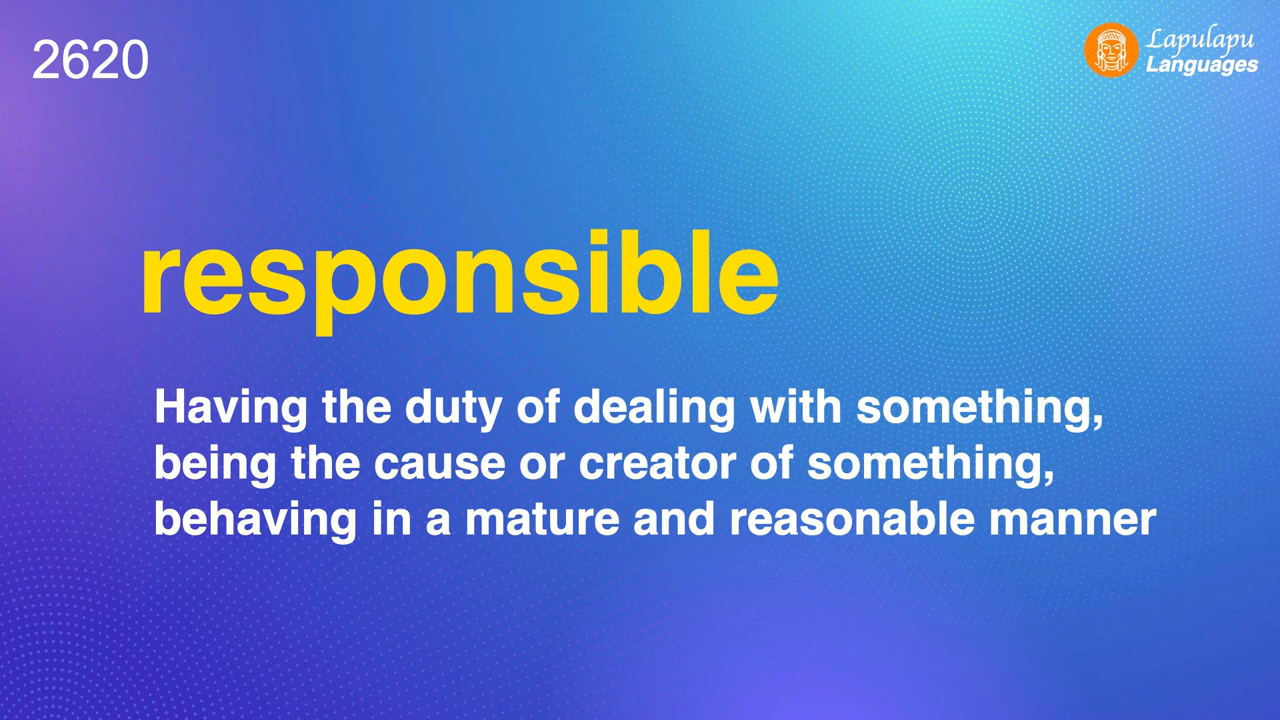 2620
Lapulapu
Languages
responsible
Having the duty of dealing with something,
being the cause or creator of something,
behaving in a mature and reasonable manner